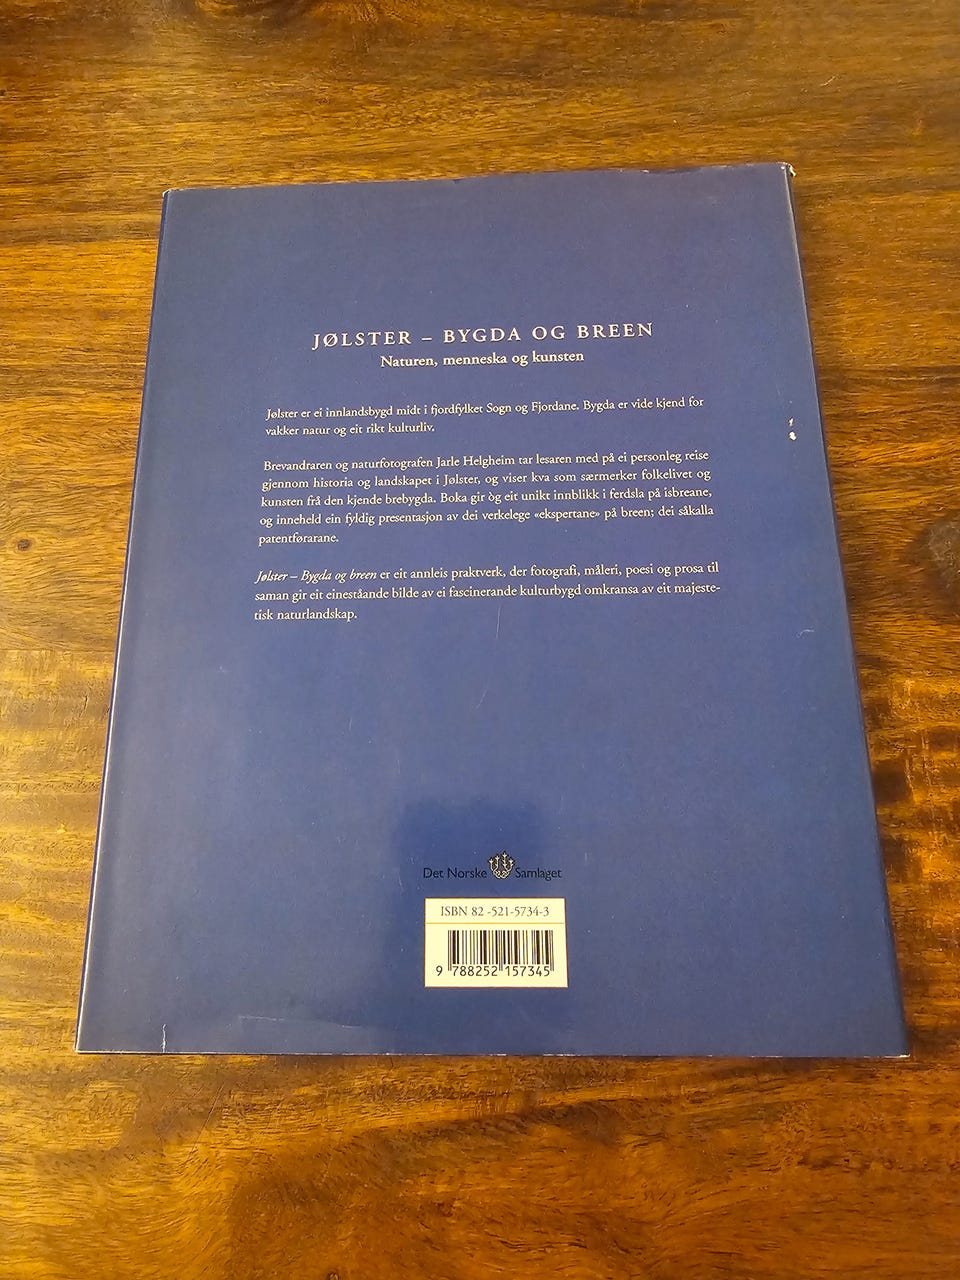 JØLSTER – BYGDA OG BREEN
Naturen, menneska og kunsten
Jølster er ei innlandsbygd midt i fjordfylket Sogn og Fjordane. Bygda er vide kjend for
vakker natur og eit rikt kulturliv.
Brevandraren og naturfotografen Jarle Helgheim tar lesaren med på ei personleg reise
gjennom historia og landskapet i Jølster, og viser kva som særmerker folkelivet og
kunsten frå den kjende brebygda. Boka gir òg eit unikt innblikk i ferdsla på isbreane,
og inneheld ein fyldig presentasjon av dei verkelege «ekspertane» på breen; dei såkalla
patentførarane.
Jølster – Bygda og breen er eit annleis praktverk, der fotografi, måleri, poesi og prosa til
saman gir eit eineståande bilde av ei fascinerande kulturbygd omkransa av eit majeste-
tisk naturlandskap.
Det Norske Samlaget
ISBN 82 -521-5734-3
9 788252 157345